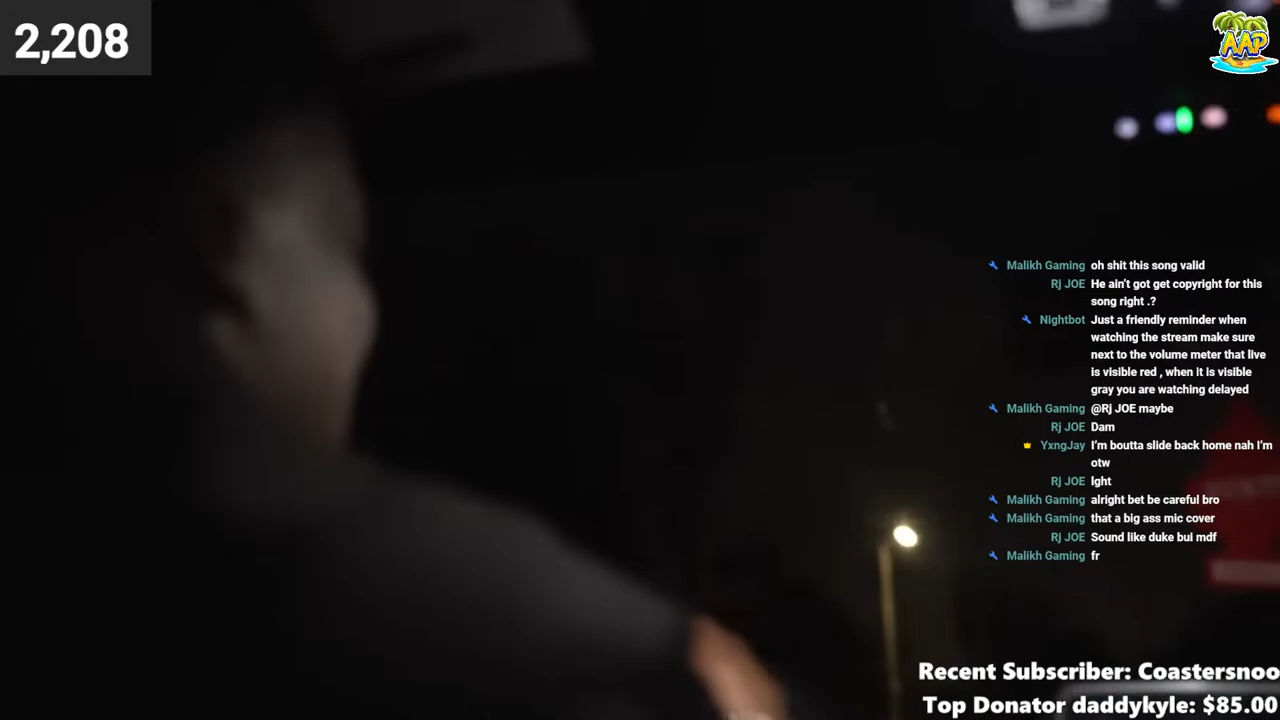 2,208
AAP
Malikh Gaming oh shit this song valid
Rj JOE He ain't got get copyright for this
song right .?
Nightbot Just a friendly reminder when
watching the stream make sure
next to the volume meter that live
is visible red , when it is visible
gray you are watching delayed
Malikh Gaming @Rj JOE maybe
Rj JOE Dam
YxngJay I'm boutta slide back home nah I'm
otw
Rj JOE Ight
Malikh Gaming alright bet be careful bro
Malikh Gaming that a big ass mic cover
Rj JOE Sound like duke bui mdf
Malikh Gaming fr
Recent Subscriber: Coastersnoo
Top Donator daddykyle: $85.00